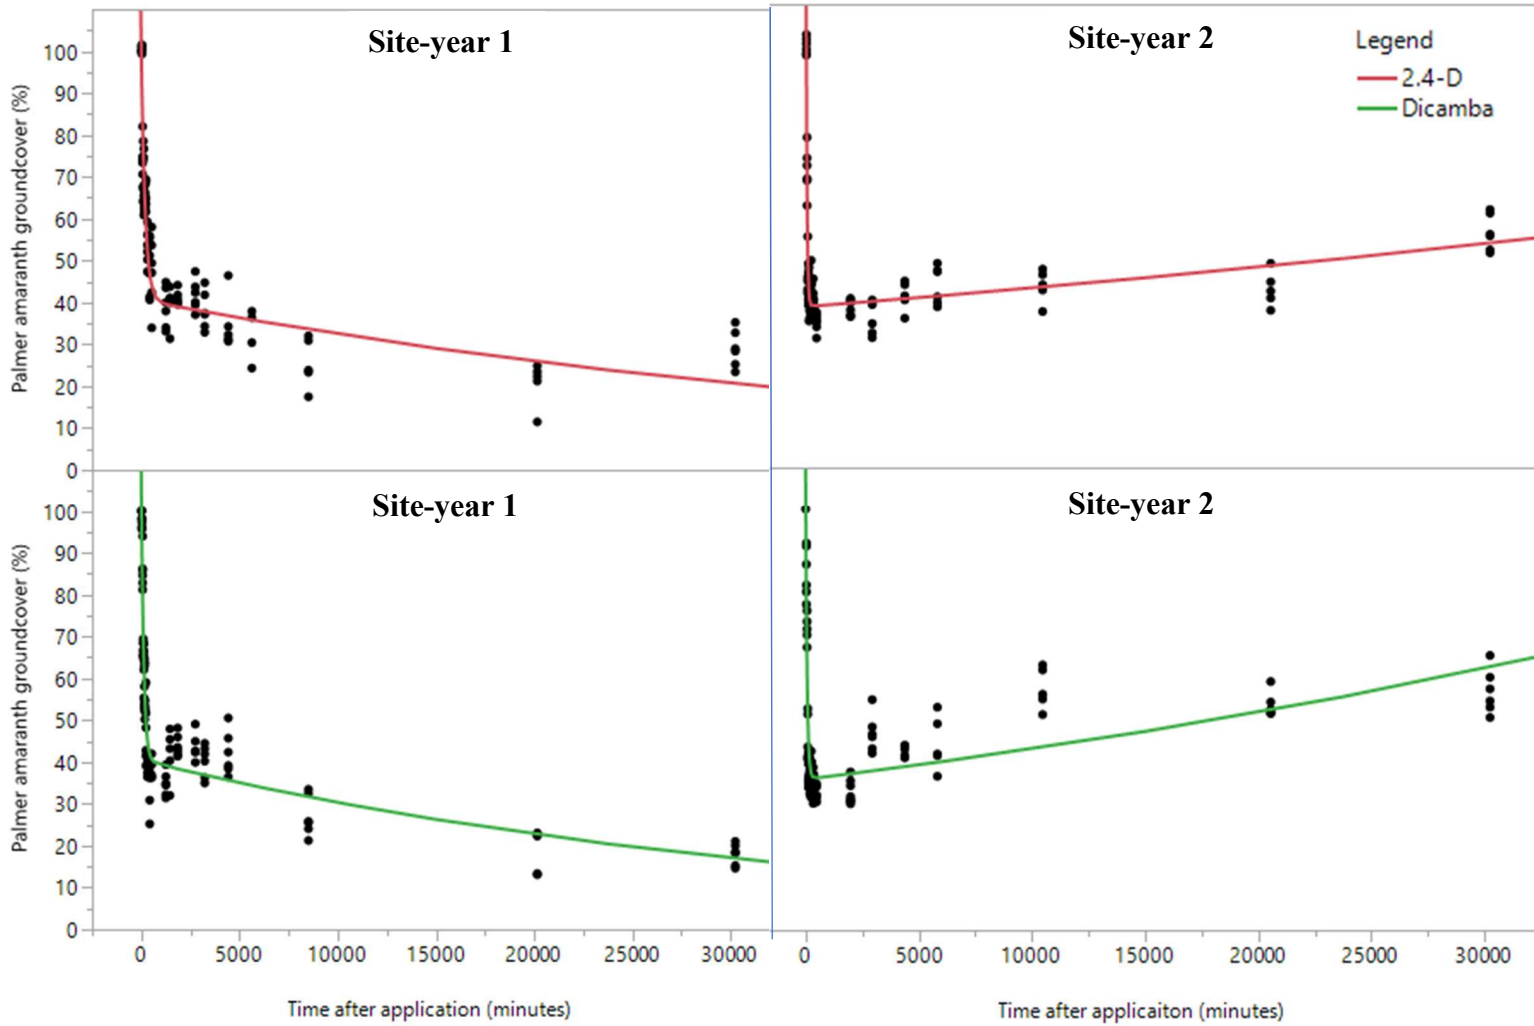 Site-year 1
Site-year 2
Legend
2.4-D
Dicamba
Palmer amaranth groundcover (%)
100
90
80
70
60
50
40
30
20
10
0
Site-year 1
Site-year 2
Palmer amaranth groundcover (%)
100
90
80
70
60
50
40
30
20
10
0
0 5000 10000 15000 20000 25000 30000
0 5000 10000 15000 20000 25000 30000
Time after application (minutes)
Time after applicaiton (minutes)